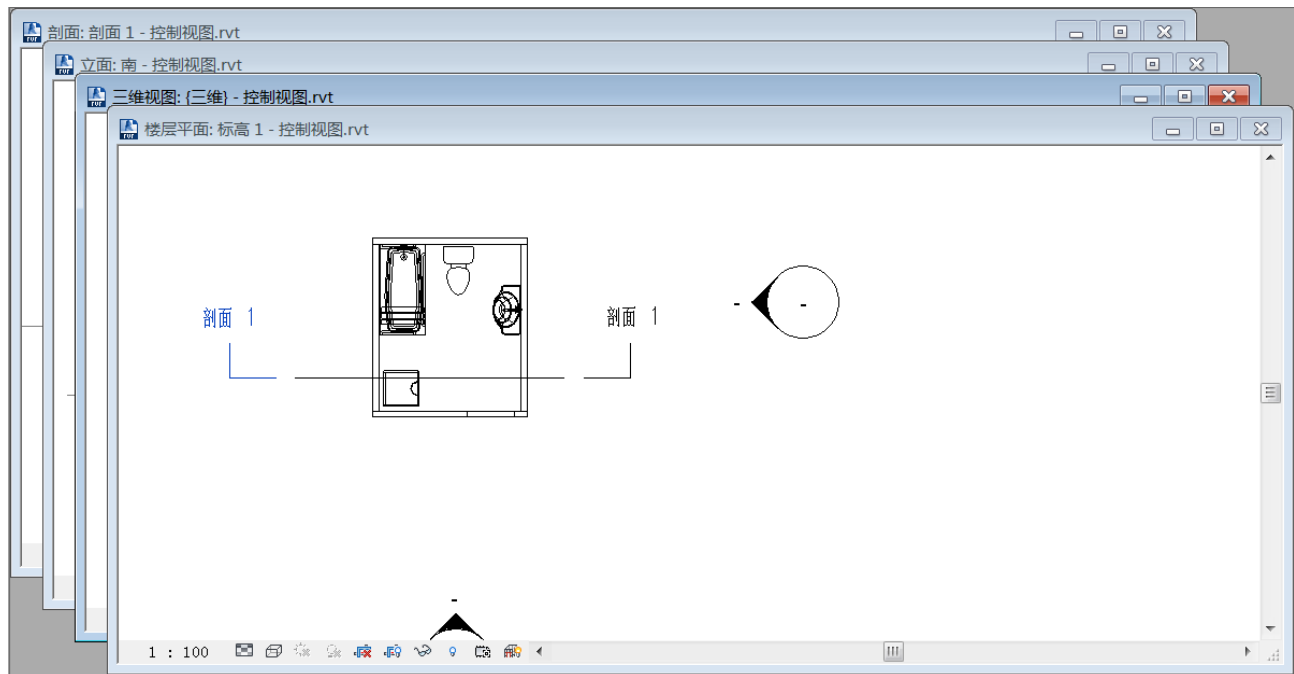 剖面: 剖面 1 - 控制视图.rvt
立面: 南 - 控制视图.rvt
三维视图: {三维} - 控制视图.rvt
楼层平面: 标高 1 - 控制视图.rvt
剖面 1
剖面 1
1 : 100